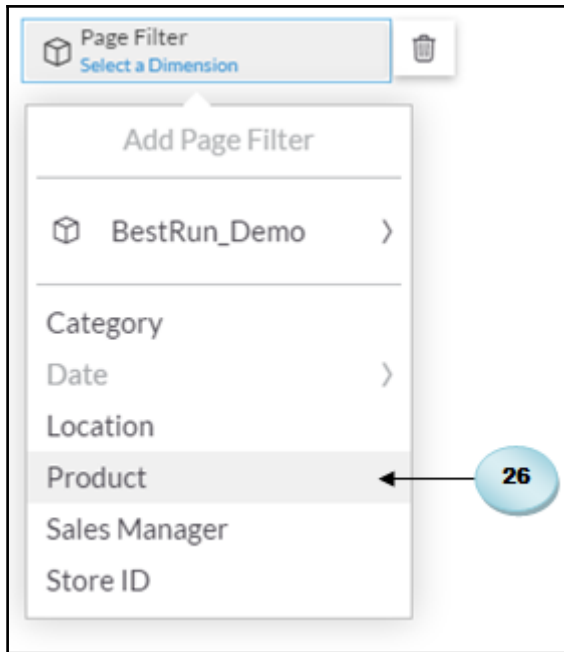 Page Filter
Select a Dimension
Add Page Filter
BestRun_Demo
Category
Date
Location
Product
26
Sales Manager
Store ID